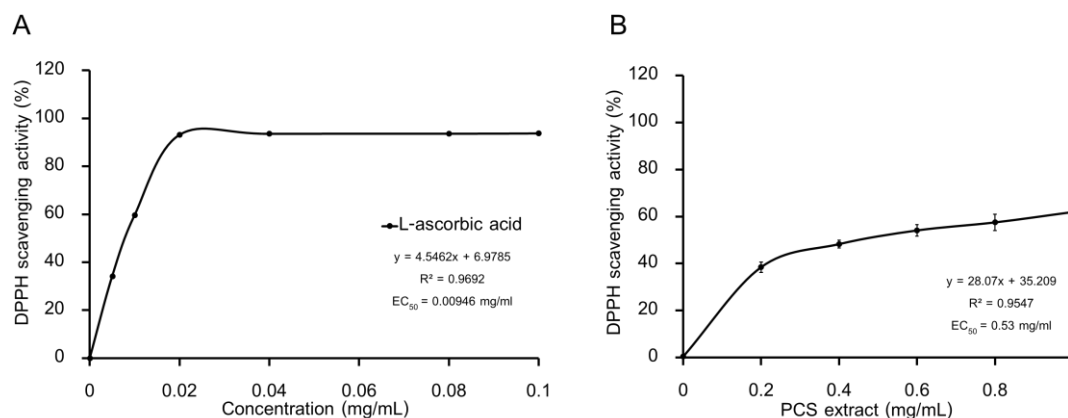 A
120
100
80
60
40
20
0
DPPH scavenging activity (%)
L-ascorbic acid
y = 4.5462x + 6.9785
R² = 0.9692
EC50 = 0.00946 mg/ml
0 0.02 0.04 0.06 0.08 0.1
Concentration (mg/mL)
B
120
100
80
60
40
20
0
DPPH scavenging activity (%)
y = 28.07x + 35.209
R² = 0.9547
EC50 = 0.53 mg/ml
0 0.2 0.4 0.6 0.8
PCS extract (mg/mL)